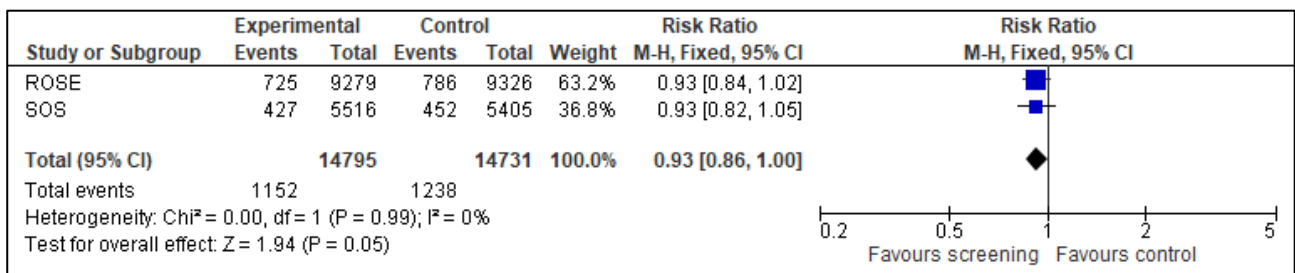 Experimental Control Risk Ratio Risk Ratio
Study or Subgroup Events Total Events Total Weight M-H, Fixed, 95% CI M-H, Fixed, 95% CI
ROSE 725 9279 786 9326 63.2% 0.93 [0.84, 1.02]
SOS 427 5516 452 5405 36.8% 0.93 [0.82, 1.05]
Total (95% CI) 14795 14731 100.0% 0.93 [0.86, 1.00]
Total events 1152 1238
Heterogeneity: Chi² = 0.00, df = 1 (P = 0.99); I² = 0%
Test for overall effect: Z = 1.94 (P = 0.05)
0.2 0.5 1 2 5
Favours screening Favours control